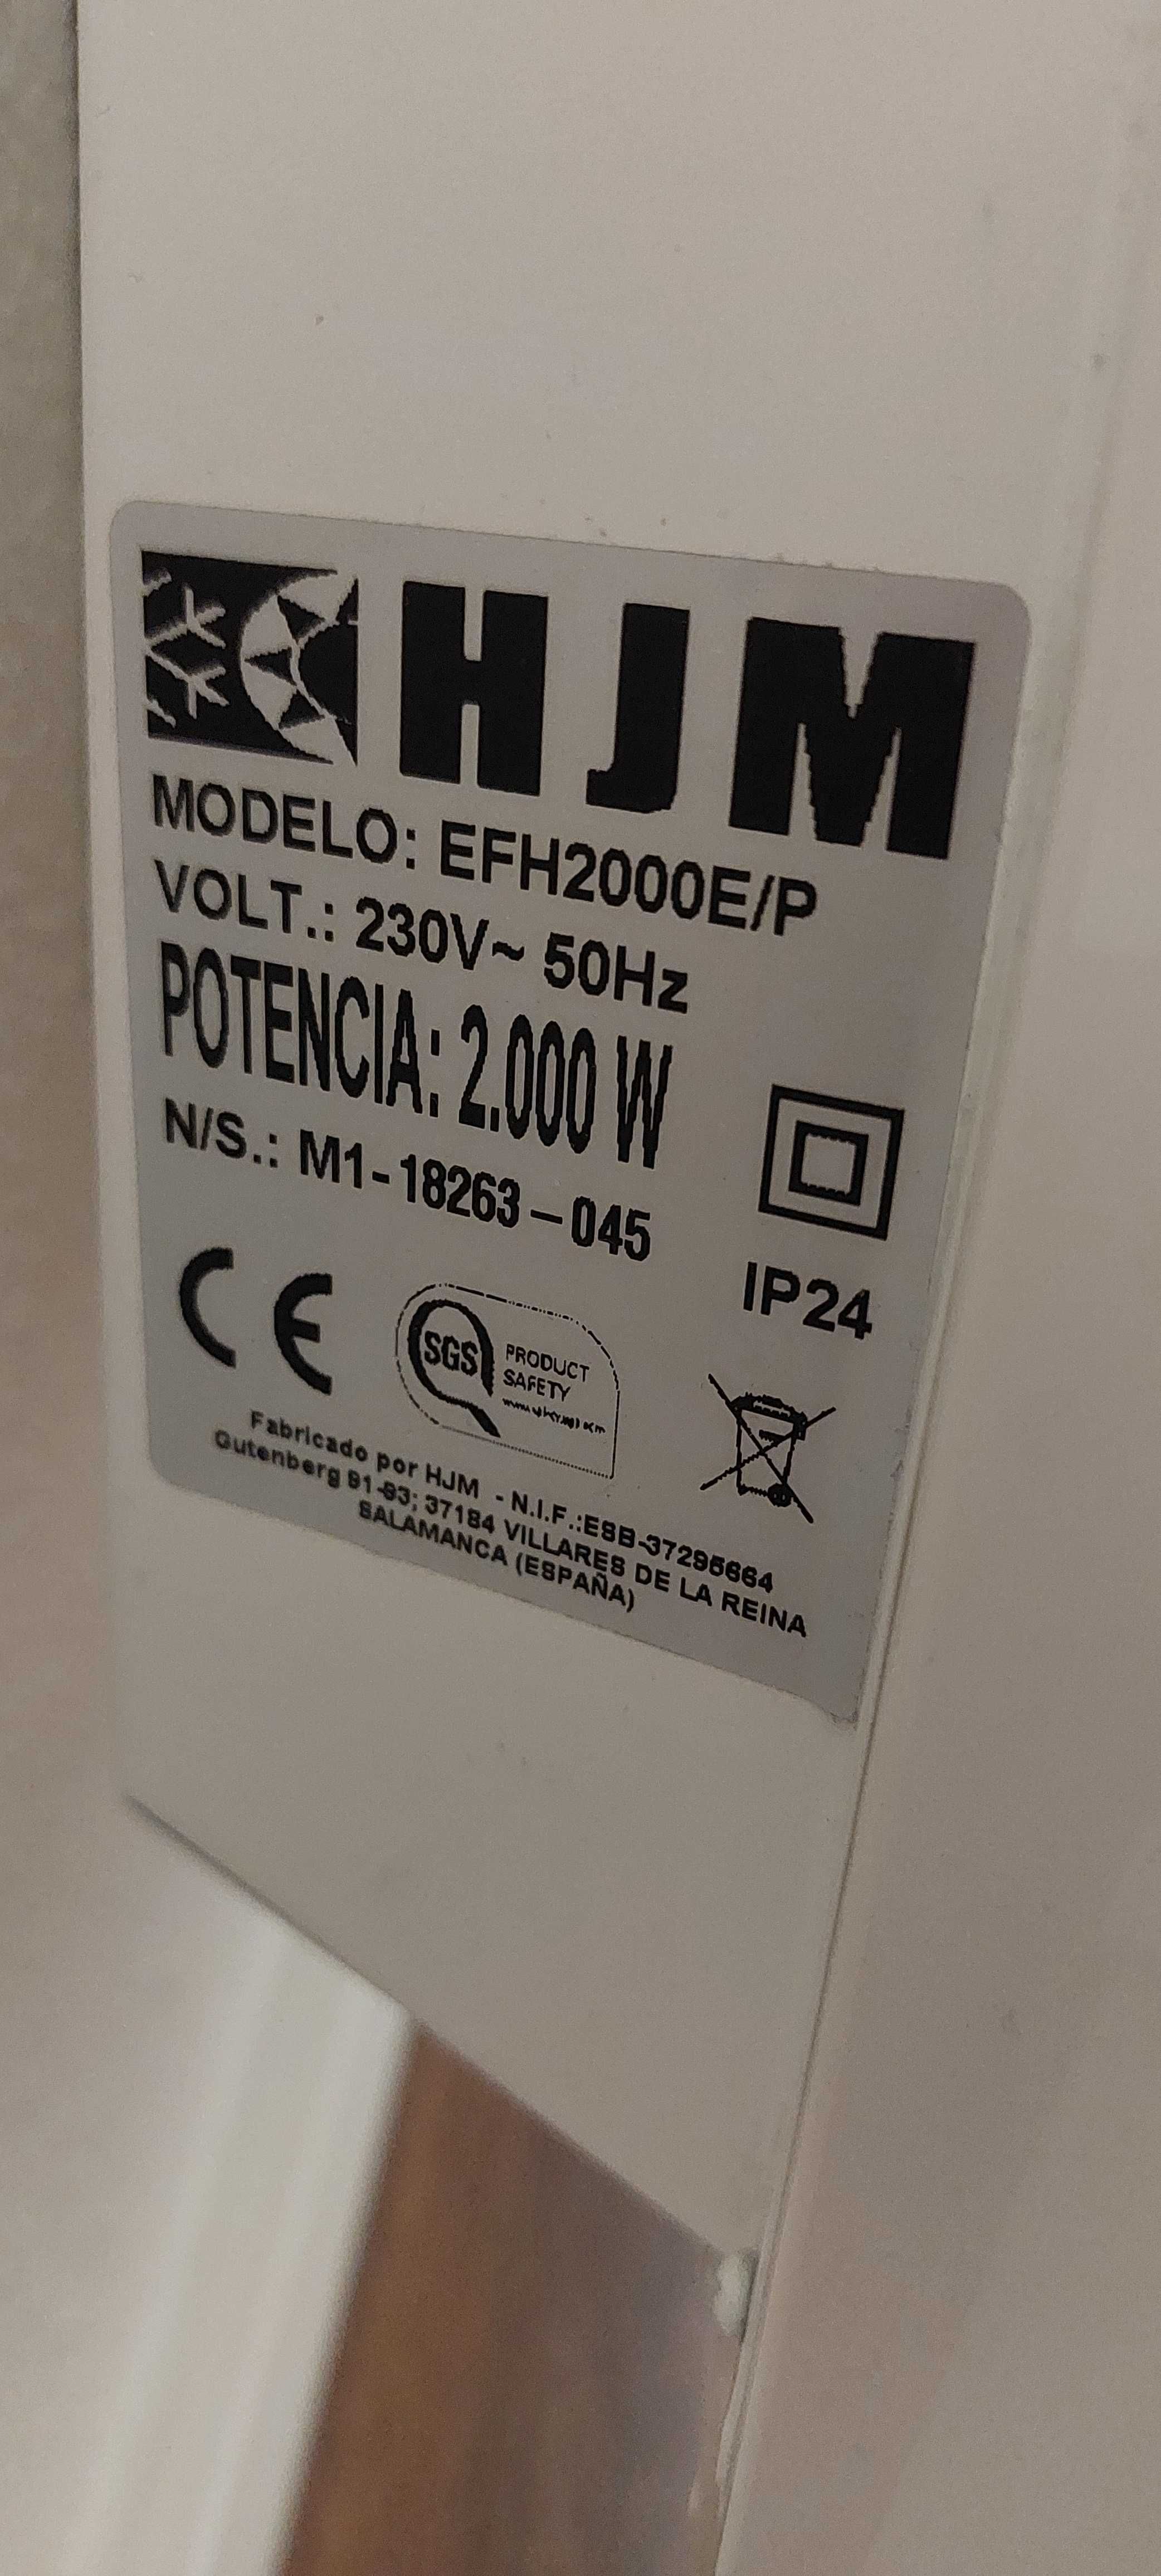 HJM
MODELO: EFH2000E/P
VOLT.: 230V~ 50Hz
POTENCIA: 2.000 W
N/S.: M1-18263-045
IP24
CE
SGS
PRODUCT
SAFETY
Fabricado por HJM - N.I.F.:ESB-37295664
Gutenberg 91-93; 37184 VILLARES DE LA REINA
SALAMANCA (ESPAÑA)